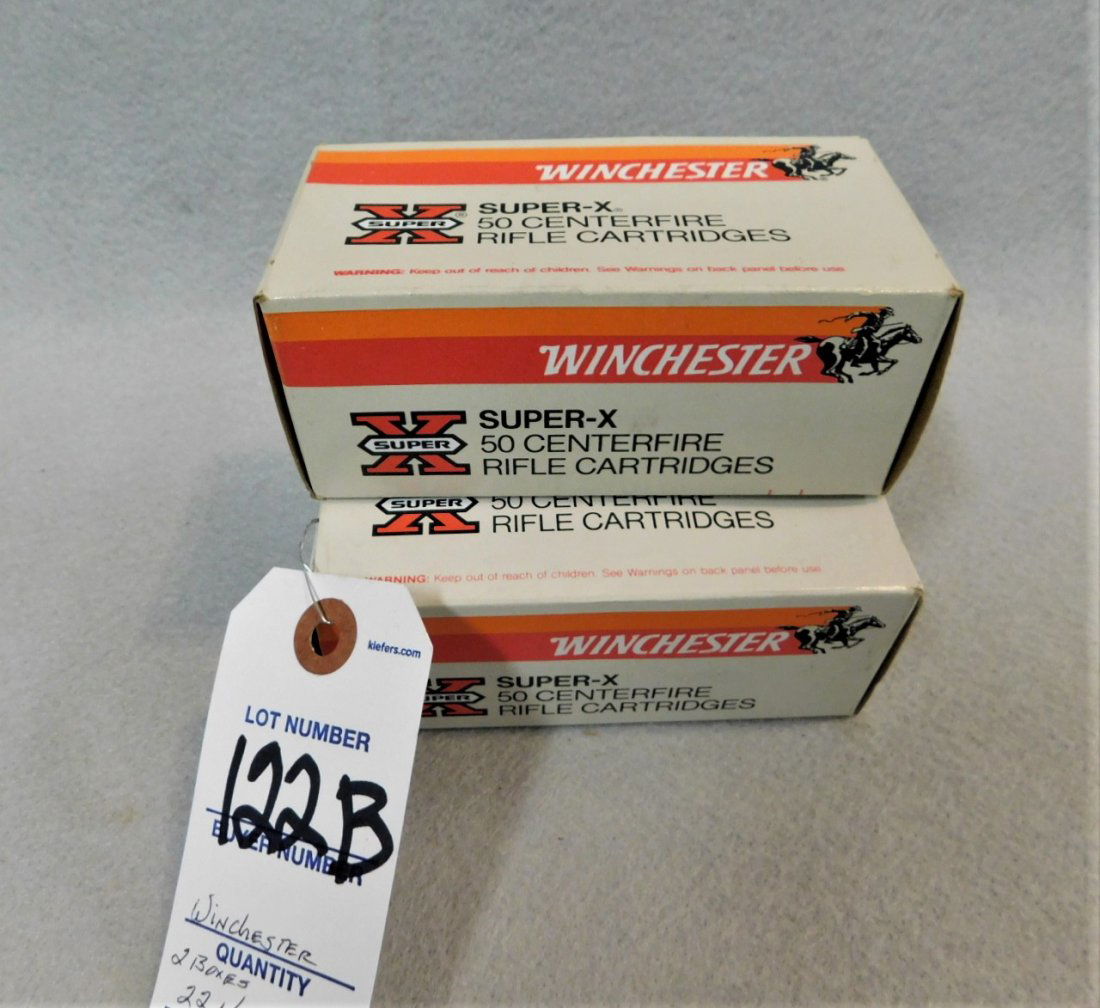 WINCHESTER
SUPER
SUPER-X®
50 CENTERFIRE
RIFLE CARTRIDGES
WARNING: Keep out of reach of children. See Warnings on back panel before use
WINCHESTER
SUPER
SUPER-X
50 CENTERFIRE
RIFLE CARTRIDGES
SUPER
50 CENTERFIRE
RIFLE CARTRIDGES
WARNING: Keep out of reach of children. See Warnings on back panel before use
WINCHESTER
SUPER-X
50 CENTERFIRE
RIFLE CARTRIDGES
kiefers.com
LOT NUMBER
122B
BUYER NUMBER
Winchester
QUANTITY
2 Boxes
22